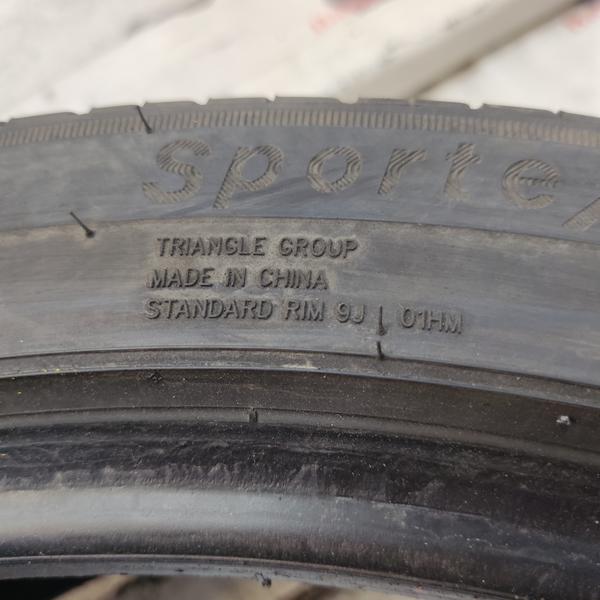 Sporte
TRIANGLE GROUP
MADE IN CHINA
STANDARD RIM 9J | 01HM